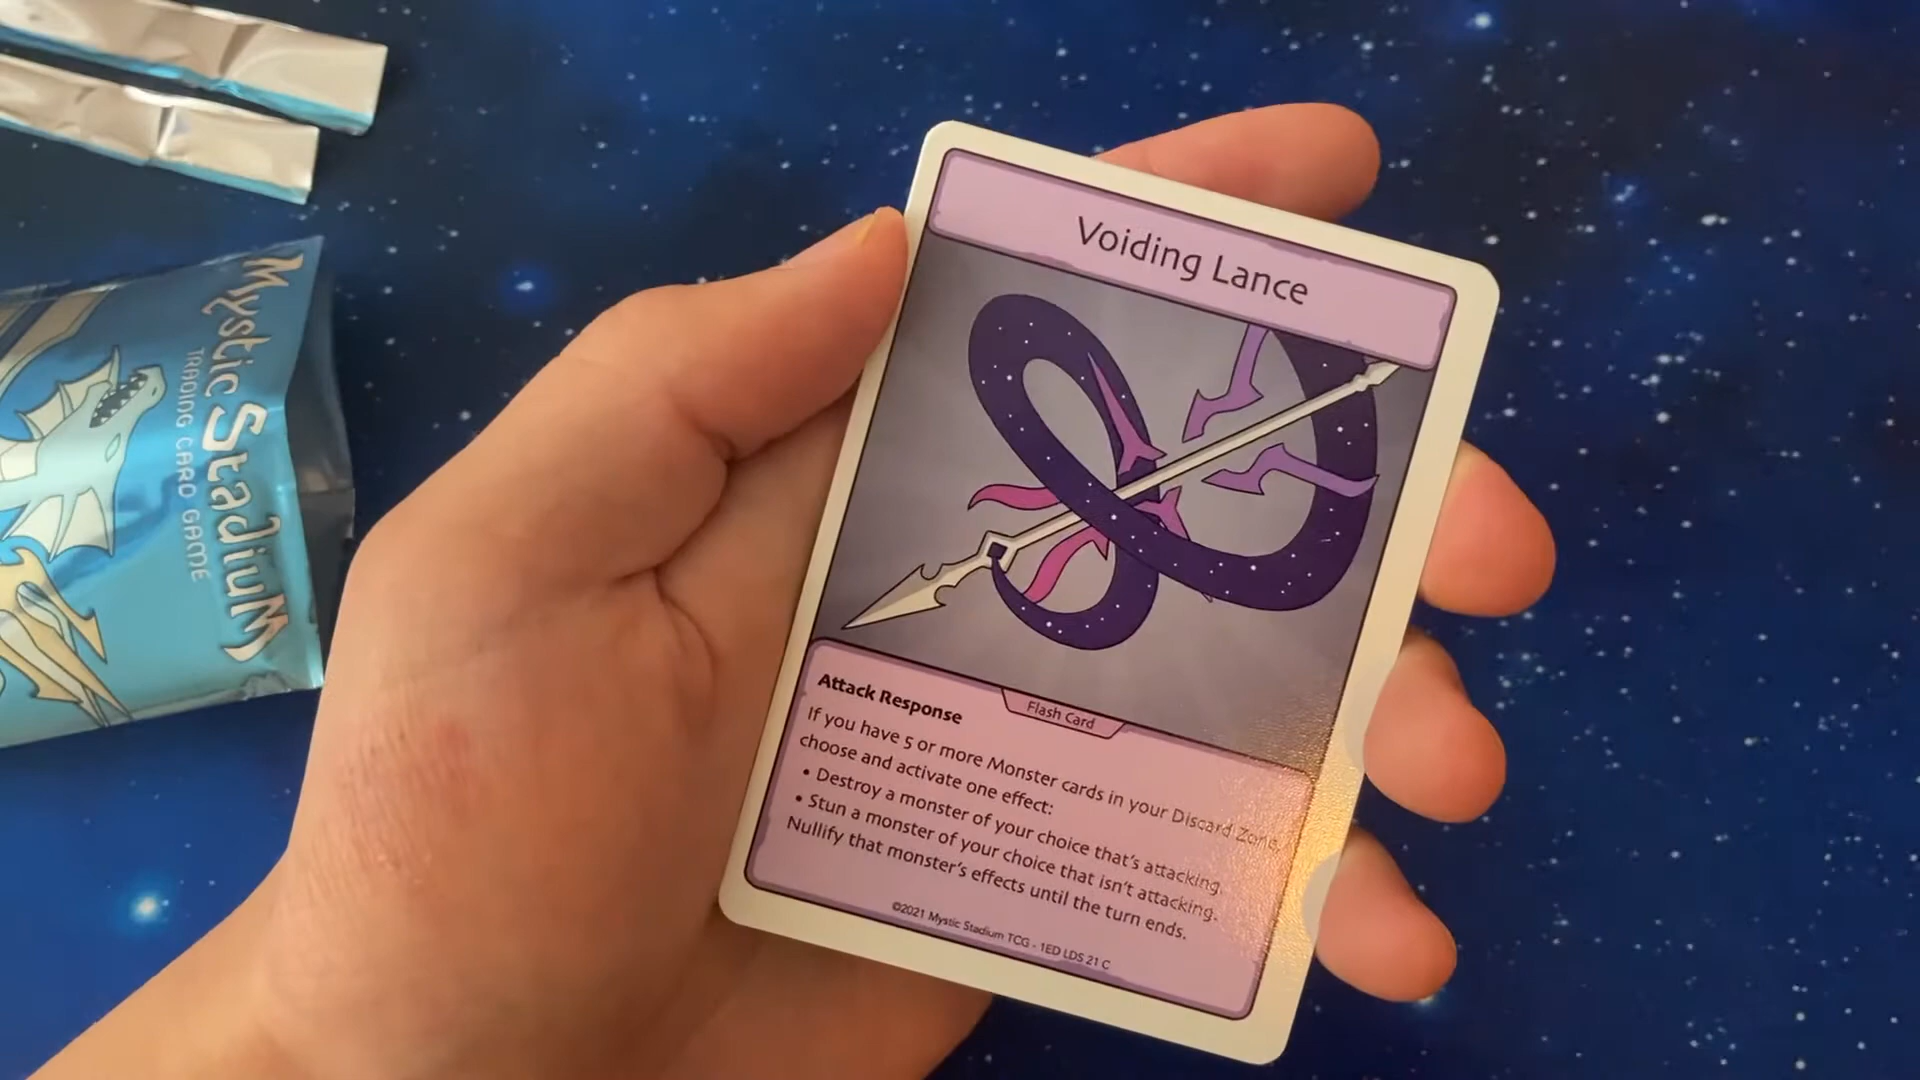 Mystic Stadium
TRADING CARD GAME
Voiding Lance
Flash Card
Attack Response
If you have 5 or more Monster cards in your Discard Zone,
choose and activate one effect:
• Destroy a monster of your choice that's attacking.
• Stun a monster of your choice that isn't attacking.
Nullify that monster's effects until the turn ends.
©2021 Mystic Stadium TCG - 1ED LDS 21 C